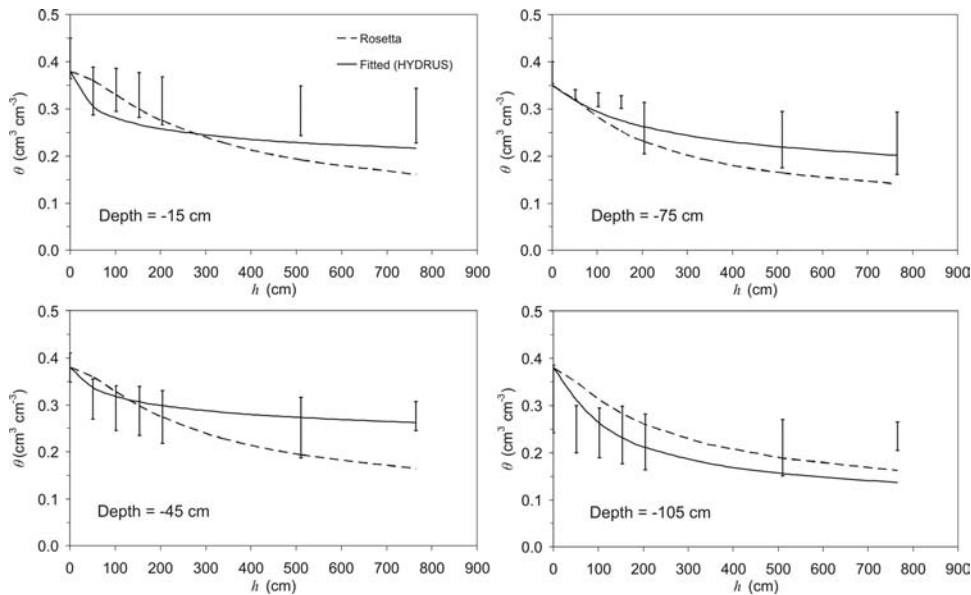 0.5
0.4
0.3
0.2
0.1
0.0
θ (cm³ cm⁻³)
Rosetta
Fitted (HYDRUS)
Depth = -15 cm
0 100 200 300 400 500 600 700 800 900
h (cm)
0.5
0.4
0.3
0.2
0.1
0.0
θ (cm³ cm⁻³)
Depth = -75 cm
0 100 200 300 400 500 600 700 800 900
h (cm)
0.5
0.4
0.3
0.2
0.1
0.0
θ (cm³ cm⁻³)
Depth = -45 cm
0 100 200 300 400 500 600 700 800 900
h (cm)
0.5
0.4
0.3
0.2
0.1
0.0
θ (cm³ cm⁻³)
Depth = -105 cm
0 100 200 300 400 500 600 700 800 900
h (cm)